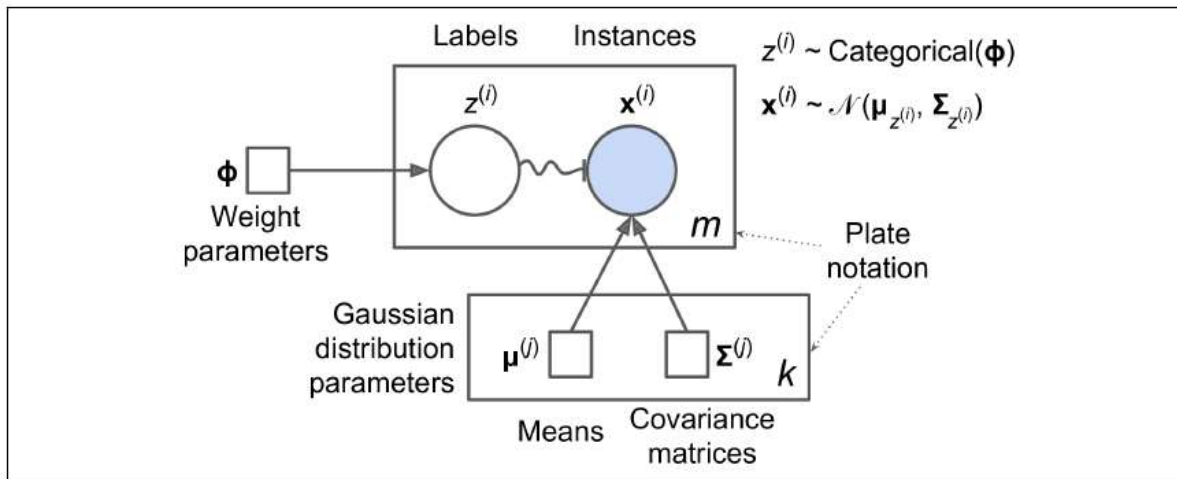 Labels Instances
z⁽ⁱ⁾ ~ Categorical(ϕ)
z⁽ⁱ⁾ x⁽ⁱ⁾
x⁽ⁱ⁾ ~ 𝒩(μ_z⁽ⁱ⁾, Σ_z⁽ⁱ⁾)
ϕ
Weight
parameters
m
Plate
notation
Gaussian
distribution
parameters
μ⁽ʲ⁾
Σ⁽ʲ⁾
k
Means
Covariance
matrices